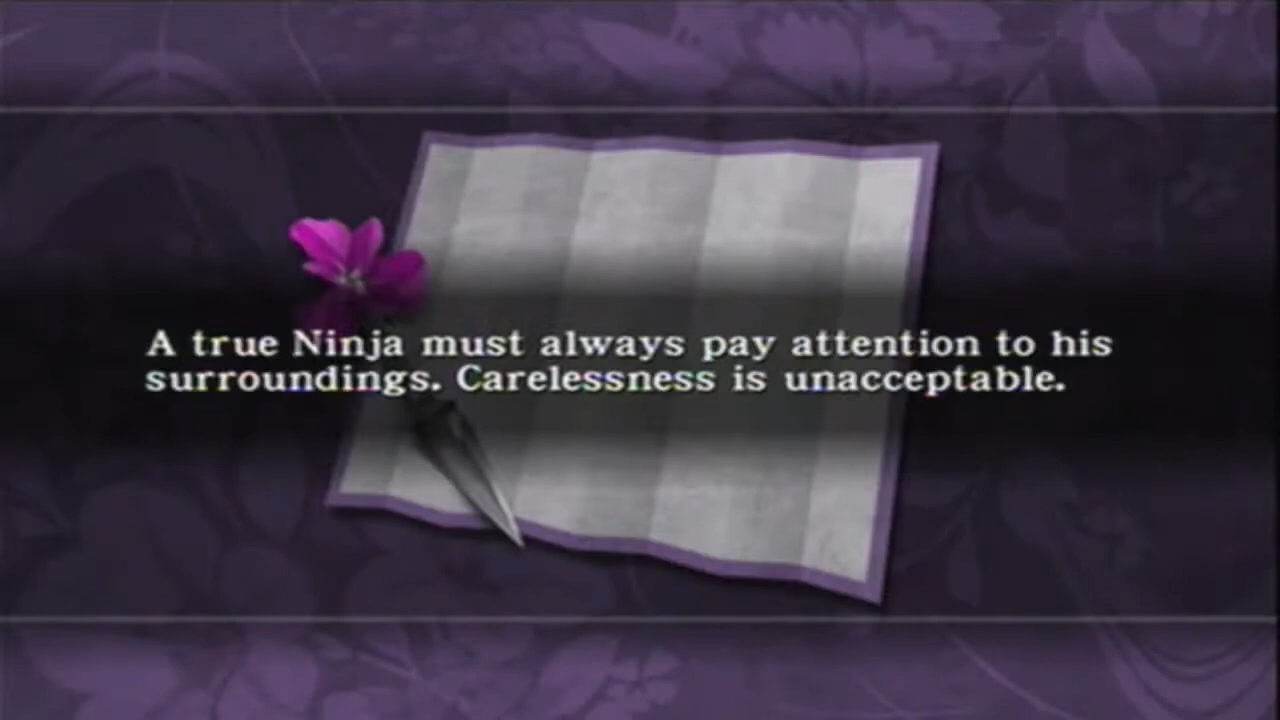 A true Ninja must always pay attention to his
surroundings. Carelessness is unacceptable.